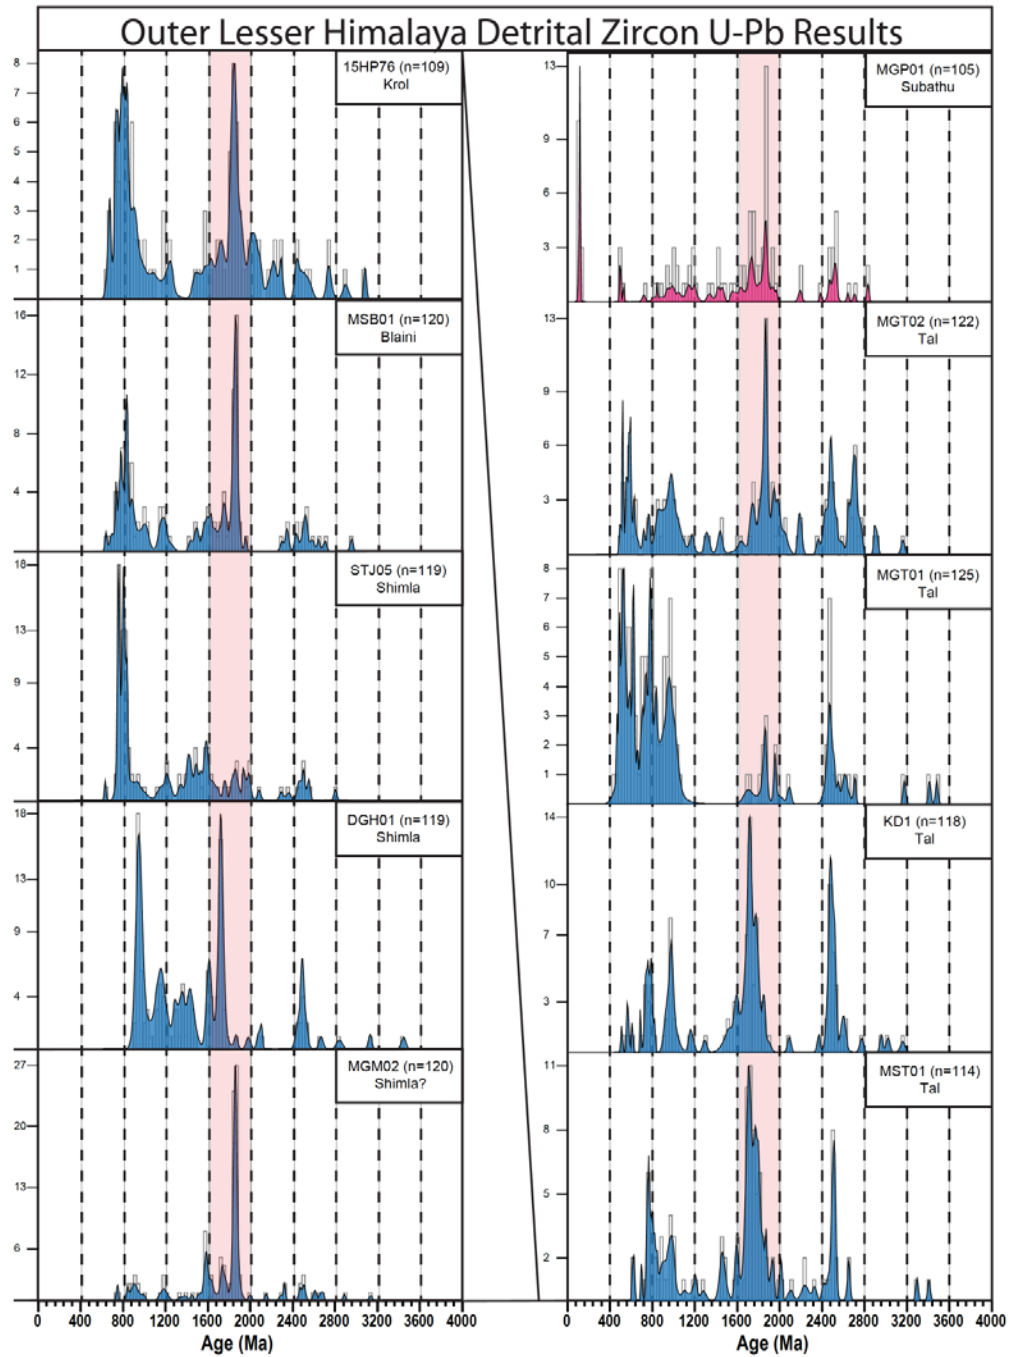 Outer Lesser Himalaya Detrital Zircon U-Pb Results
15HP76 (n=109)
Krol
8
7
6
5
4
3
2
1
MSB01 (n=120)
Blaini
16
12
8
4
STJ05 (n=119)
Shimla
18
13
9
4
DGH01 (n=119)
Shimla
18
13
9
4
MGM02 (n=120)
Shimla?
27
20
13
6
0 400 800 1200 1600 2000 2400 2800 3200 3600 4000
Age (Ma)
MGP01 (n=105)
Subathu
13
9
6
3
MGT02 (n=122)
Tal
13
9
6
3
MGT01 (n=125)
Tal
8
7
6
5
4
3
2
1
KD1 (n=118)
Tal
14
10
7
3
MST01 (n=114)
Tal
11
8
5
2
0 400 800 1200 1600 2000 2400 2800 3200 3600 4000
Age (Ma)